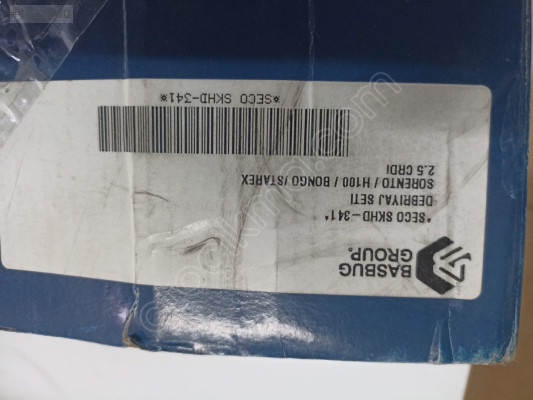 BASBUG
GROUP.
*SECO SKHD-341*
DEBRIYAJ SETI
SORENTO / H100 / BONGO /STAREX
2.5 CRDI
*SECO SKHD-341*